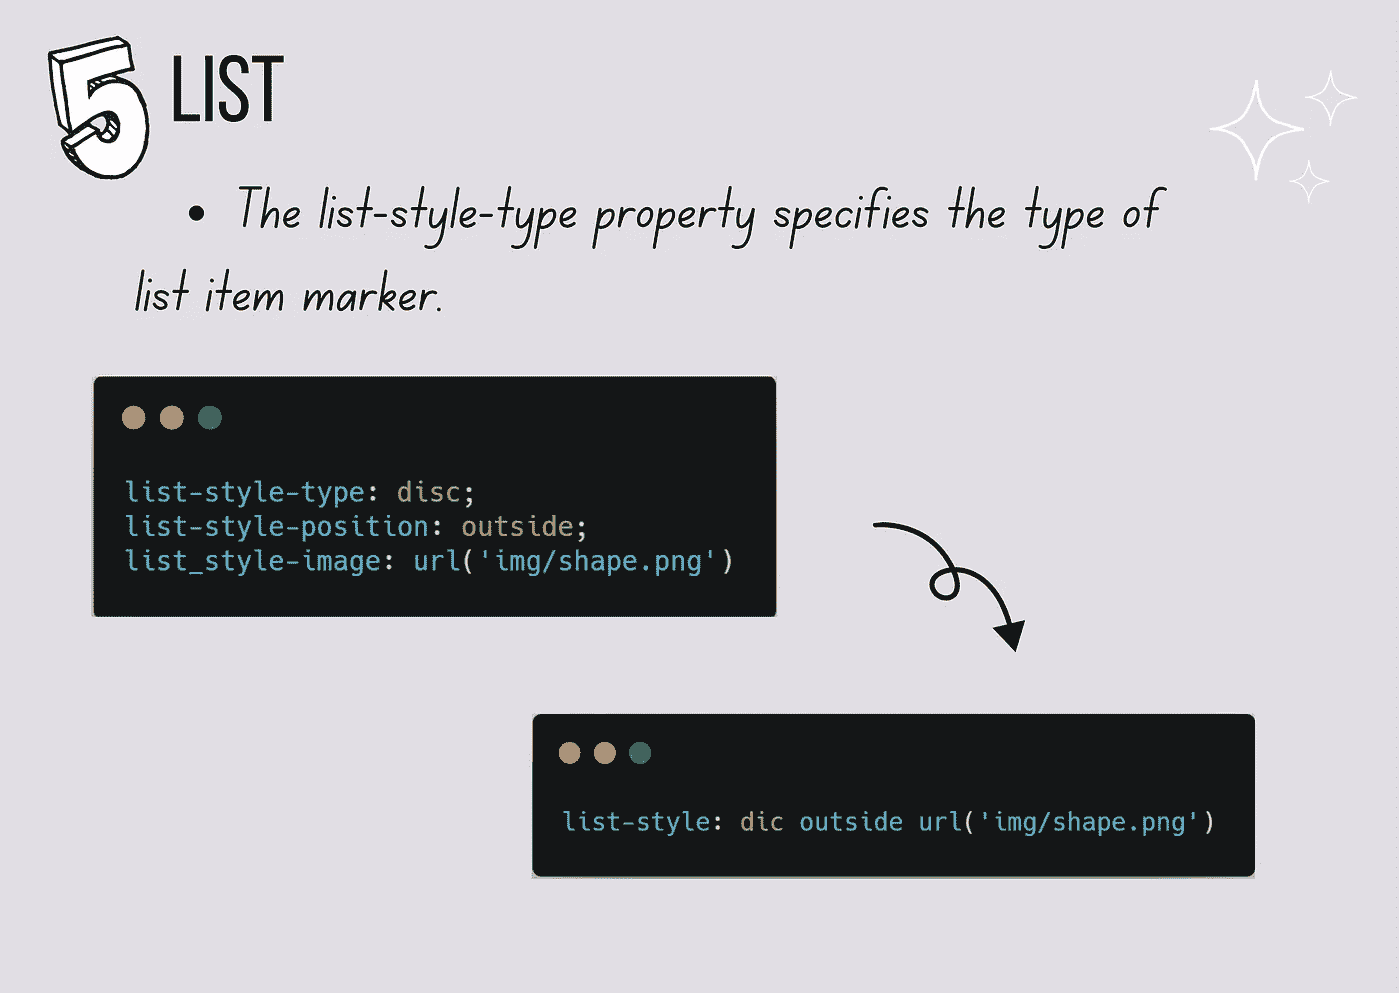 5 LIST
• The list-style-type property specifies the type of
list item marker.
list-style-type: disc;
list-style-position: outside;
list_style-image: url('img/shape.png')
list-style: dic outside url('img/shape.png')